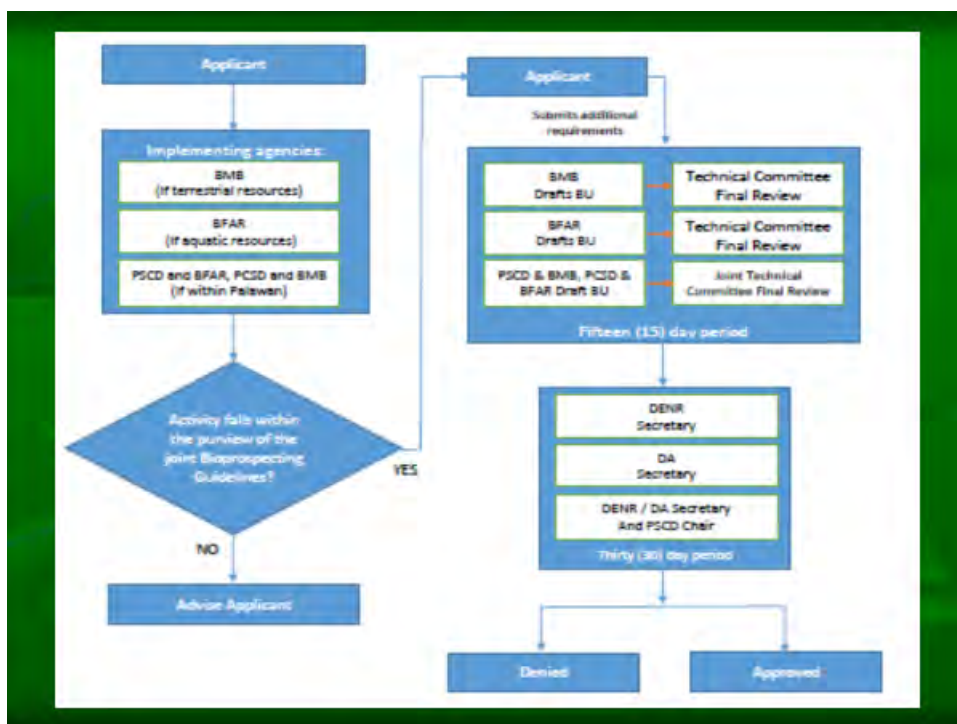 Applicant
Implementing agencies:
BMB
(If terrestrial resources)
BFAR
(If aquatic resources)
PSCD and BFAR, PCSD and BMB
(If within Palawan)
Activity falls within
the purview of the
joint Bioprospecting
Guidelines?
YES
NO
Advise Applicant
Applicant
Submits additional
requirements
BMB
Drafts BU
Technical Committee
Final Review
BFAR
Drafts BU
Technical Committee
Final Review
PSCD & BMB, PCSD &
BFAR Draft BU
Joint Technical
Committee Final Review
Fifteen (15) day period
DENR
Secretary
DA
Secretary
DENR / DA Secretary
And PSCD Chair
Thirty (30) day period
Denied
Approved